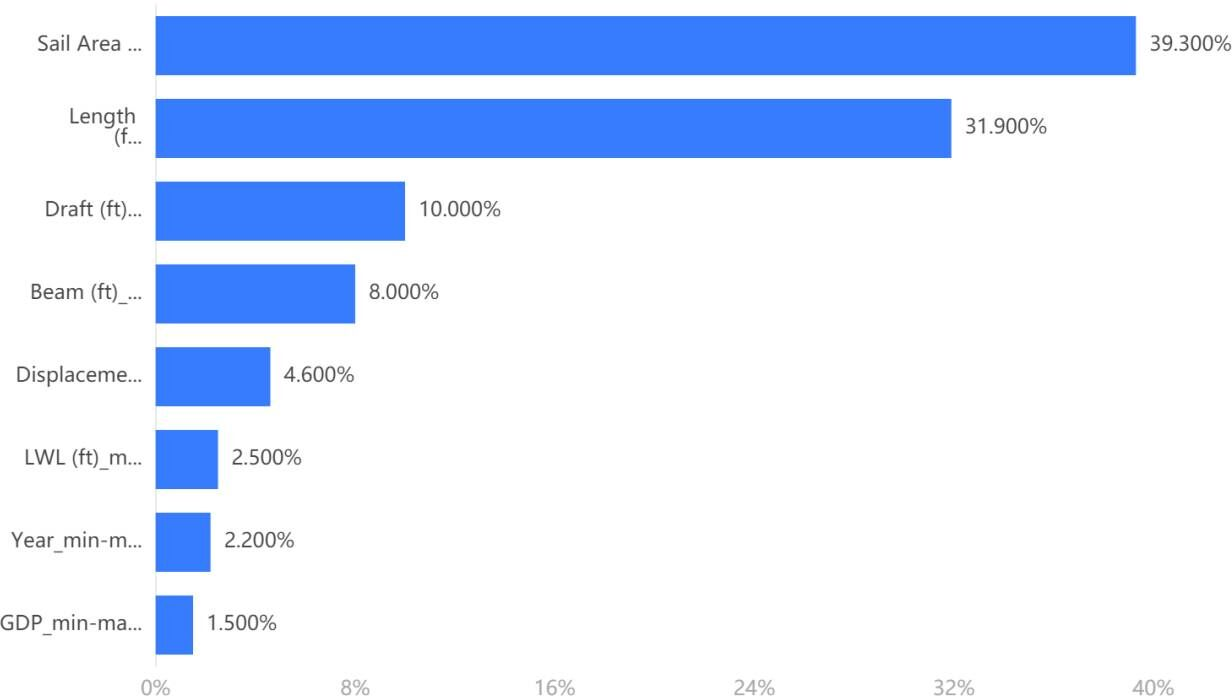 Sail Area ...
39.300%
Length
(f...
31.900%
Draft (ft)...
10.000%
Beam (ft)_...
8.000%
Displaceme...
4.600%
LWL (ft)_m...
2.500%
Year_min-m...
2.200%
GDP_min-ma...
1.500%
0% 8% 16% 24% 32% 40%